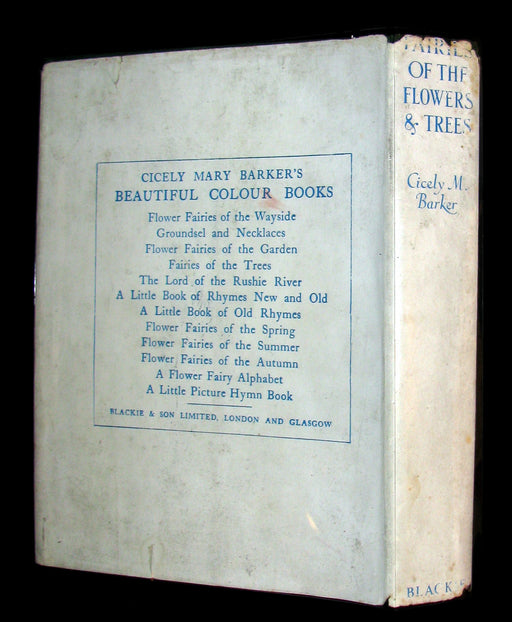 CICELY MARY BARKER'S
BEAUTIFUL COLOUR BOOKS
Flower Fairies of the Wayside
Groundsel and Necklaces
Flower Fairies of the Garden
Fairies of the Trees
The Lord of the Rushie River
A Little Book of Rhymes New and Old
A Little Book of Old Rhymes
Flower Fairies of the Spring
Flower Fairies of the Summer
Flower Fairies of the Autumn
A Flower Fairy Alphabet
A Little Picture Hymn Book
BLACKIE & SON LIMITED, LONDON AND GLASGOW
FAIRIES
OF THE
FLOWERS
& TREES
Cicely M.
Barker
BLACKIE